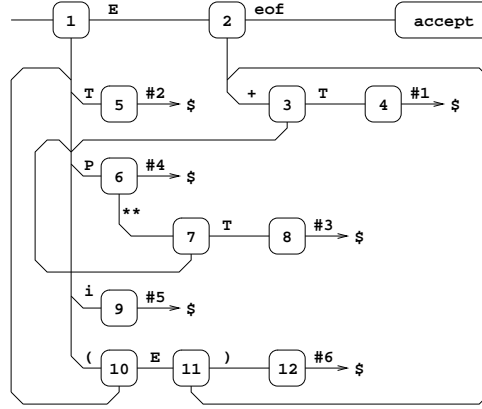 1 E 2 eof accept
T 5 #2 $ + 3 T 4 #1 $
P 6 #4 $
** 7 T 8 #3 $
i 9 #5 $
( 10 E 11 ) 12 #6 $